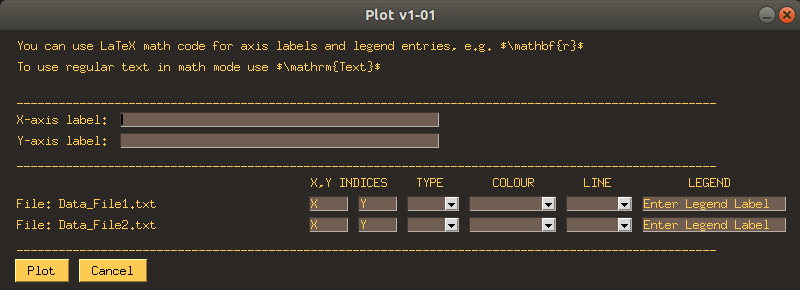 Plot v1-01
You can use LaTeX math code for axis labels and legend entries, e.g. $\mathbf{r}$
To use regular text in math mode use $\mathrm{Text}$
X-axis label:
Y-axis label:
X,Y INDICES TYPE COLOUR LINE LEGEND
File: Data_File1.txt X Y Enter Legend Label
File: Data_File2.txt X Y Enter Legend Label
Plot Cancel